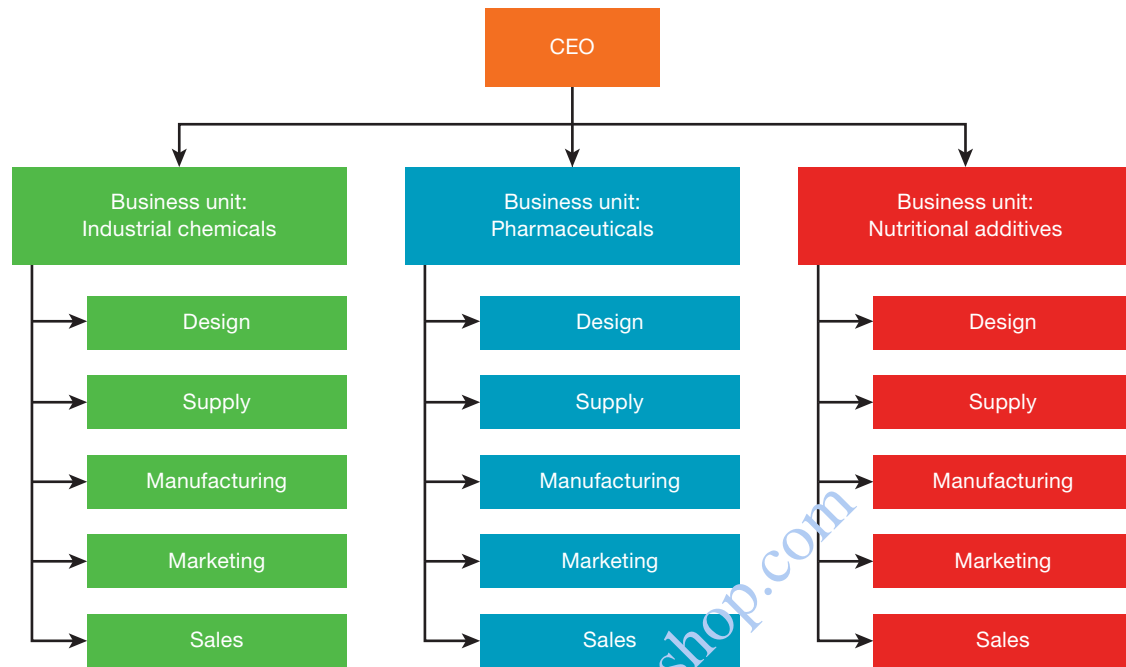 CEO
Business unit:
Industrial chemicals
Design
Supply
Manufacturing
Marketing
Sales
Business unit:
Pharmaceuticals
Design
Supply
Manufacturing
Marketing
Sales
Business unit:
Nutritional additives
Design
Supply
Manufacturing
Marketing
Sales
shop.com